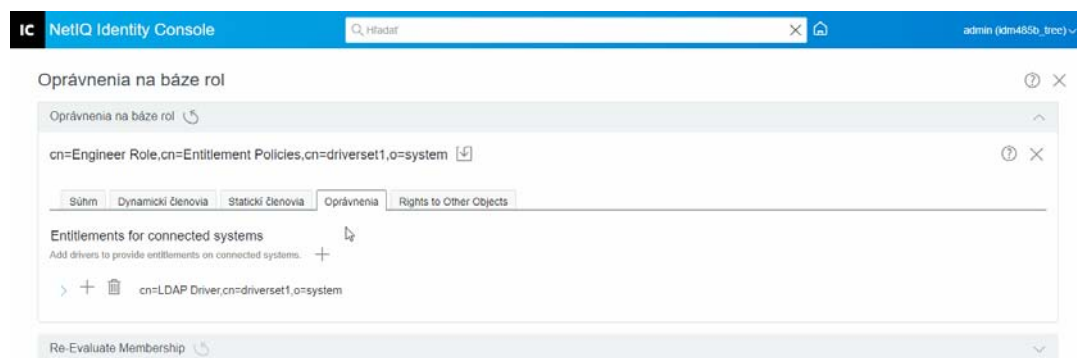 IC NetIQ Identity Console Hľadať admin (idm485b_tree)
Oprávnenia na báze rol
Oprávnenia na báze rol
cn=Engineer Role,cn=Entitlement Policies,cn=driverset1,o=system
Súhrn Dynamickí členovia Statickí členovia Oprávnenia Rights to Other Objects
Entitlements for connected systems
Add drivers to provide entitlements on connected systems.
cn=LDAP Driver,cn=driverset1,o=system
Re-Evaluate Membership